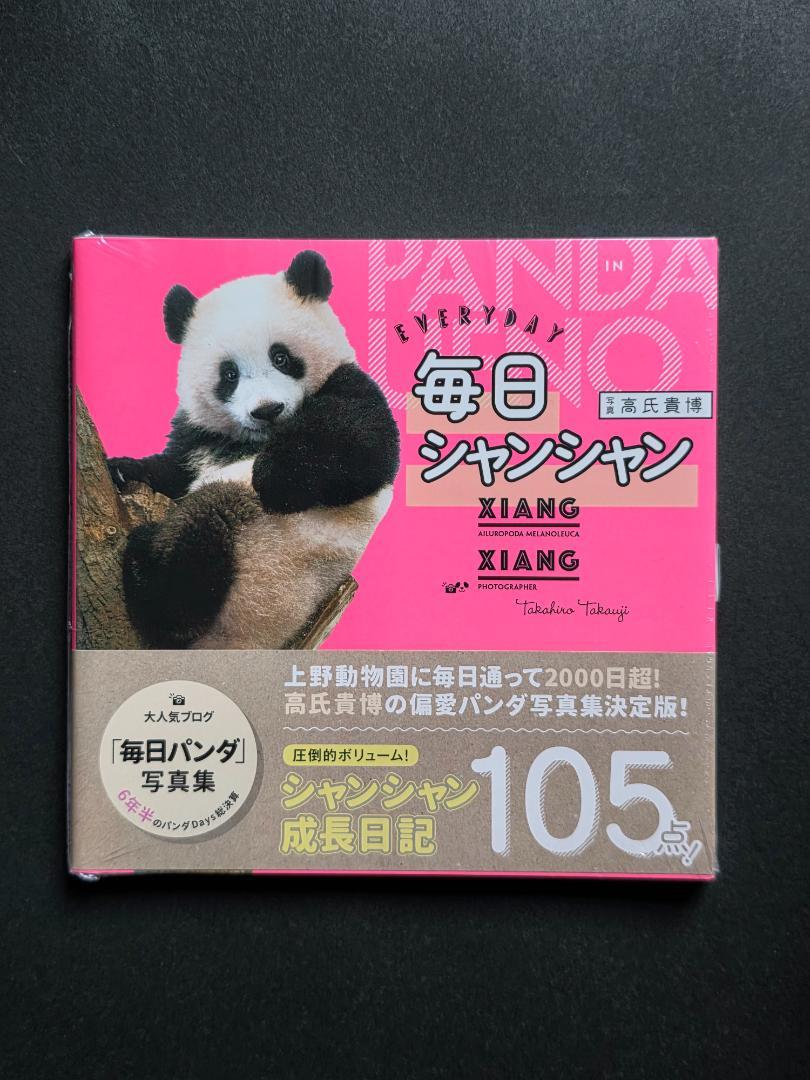 PANDA
IN
UENO
EVERYDAY
毎日
写真 高氏貴博
シャンシャン
XIANG
AILUROPODA MELANOLEUCA
XIANG
PHOTOGRAPHER
Takahiro Takauji
上野動物園に毎日通って2000日超!
高氏貴博の偏愛パンダ写真集決定版!
大人気ブログ
「毎日パンダ」
写真集
6年半のパンダDays総決算
圧倒的ボリューム!
シャンシャン
成長日記
105点!